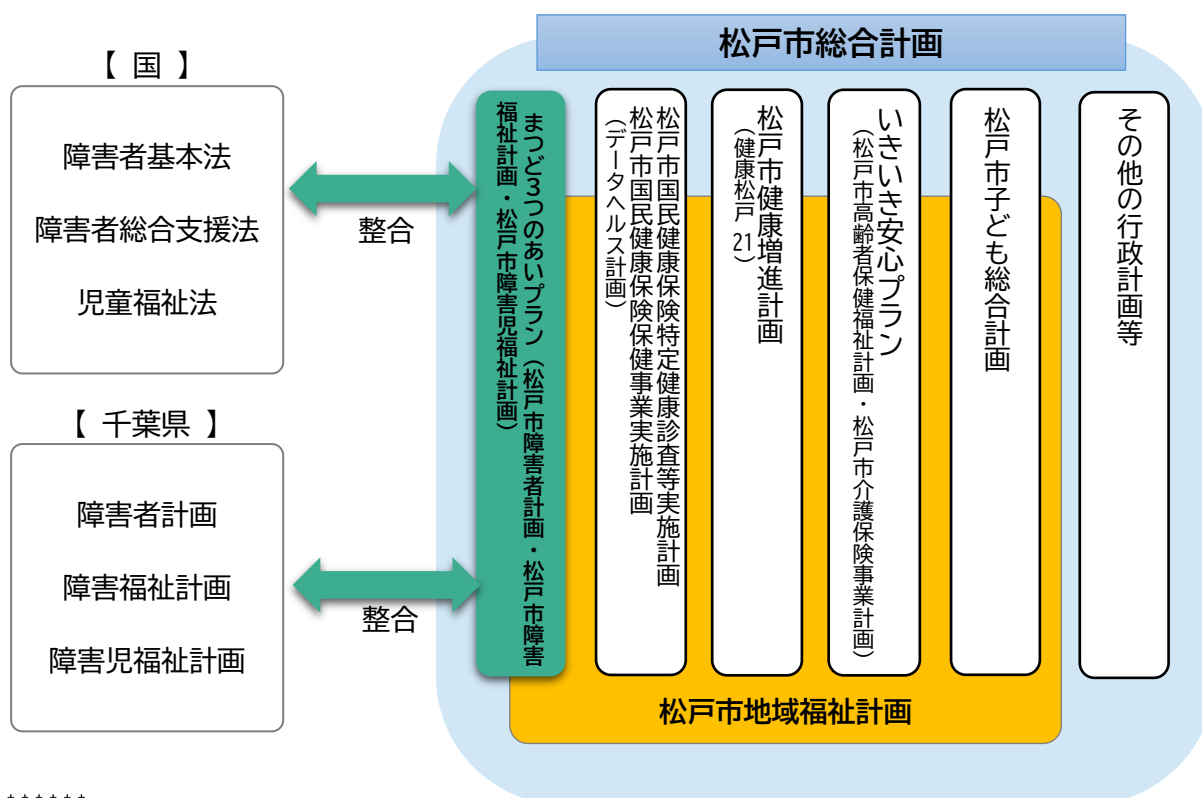 松戸市総合計画
【 国 】
障害者基本法
障害者総合支援法
児童福祉法
整合
【 千葉県 】
障害者計画
障害福祉計画
障害児福祉計画
整合
まつど３つのあいプラン（松戸市障害者計画・松戸市障害
福祉計画・松戸市障害児福祉計画）
松戸市国民健康保険特定健康診査等実施計画
松戸市国民健康保険保健事業実施計画
（データヘルス計画）
松戸市健康増進計画
（健康松戸 21）
いきいき安心プラン
（松戸市高齢者保健福祉計画・松戸市介護保険事業計画）
松戸市子ども総合計画
その他の行政計画等
松戸市地域福祉計画